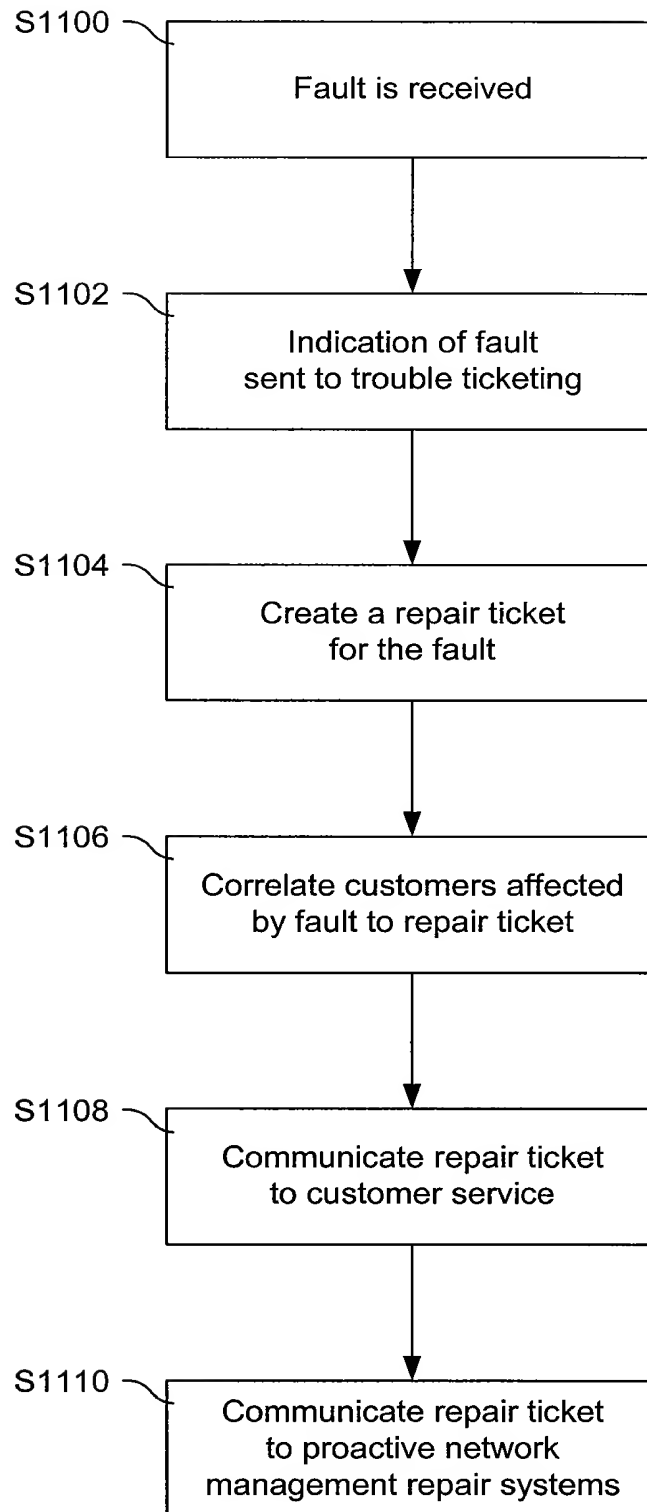 S1100
Fault is received
S1102
Indication of fault
sent to trouble ticketing
S1104
Create a repair ticket
for the fault
S1106
Correlate customers affected
by fault to repair ticket
S1108
Communicate repair ticket
to customer service
S1110
Communicate repair ticket
to proactive network
management repair systems